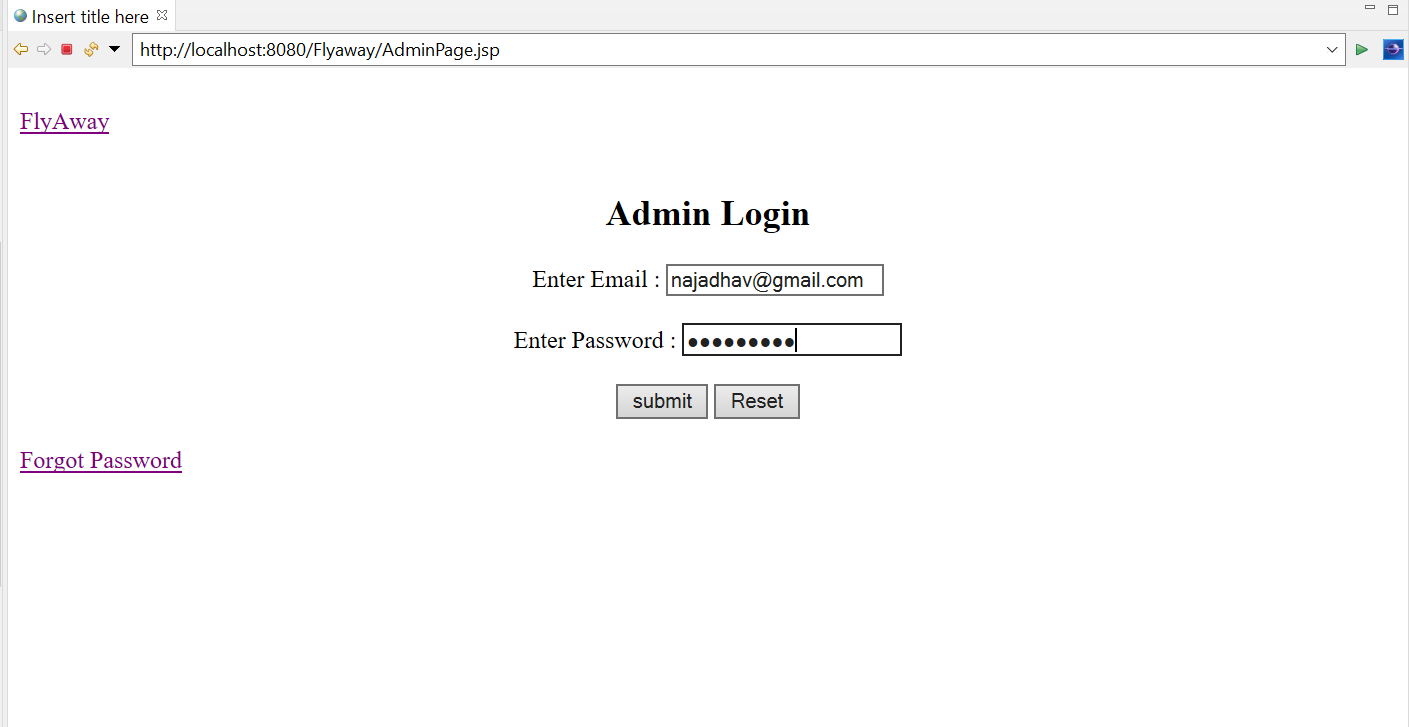 Insert title here
http://localhost:8080/Flyaway/AdminPage.jsp
FlyAway
Admin Login
Enter Email : najadhav@gmail.com
Enter Password : •••••••••
submit Reset
Forgot Password